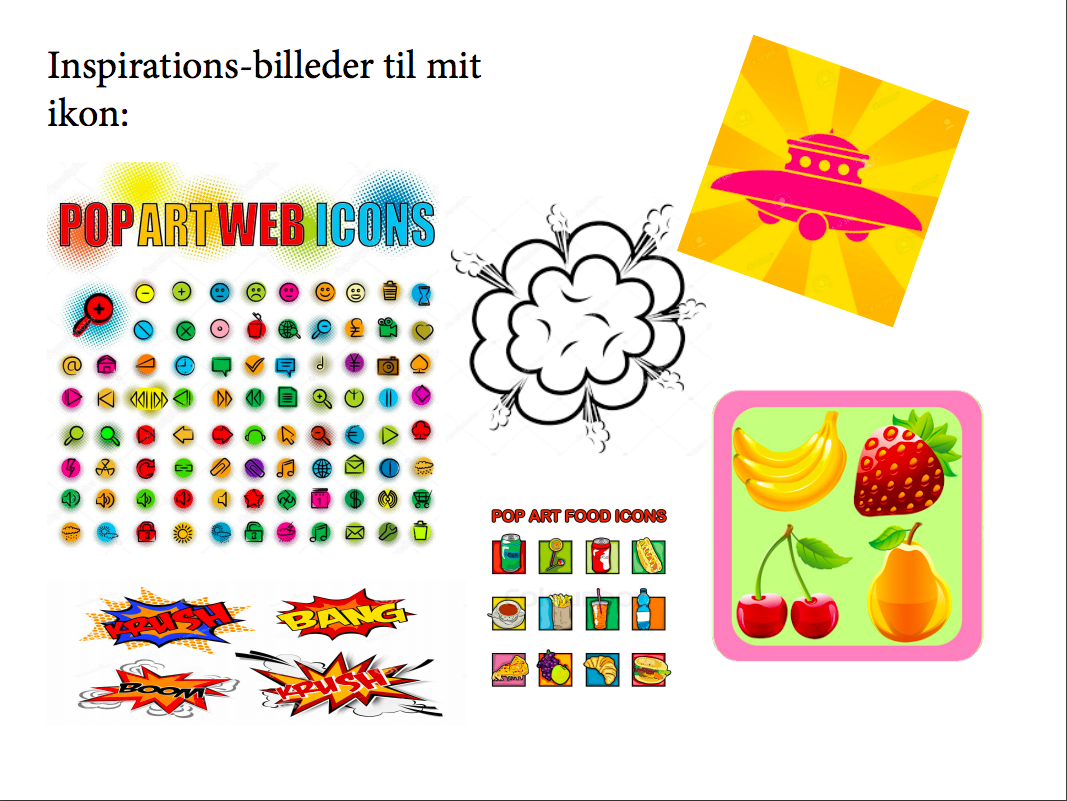 Inspirations-billeder til mit
ikon:
POP ART WEB ICONS
POP ART FOOD ICONS
KRUSH
BANG
BOOM
KRUSH